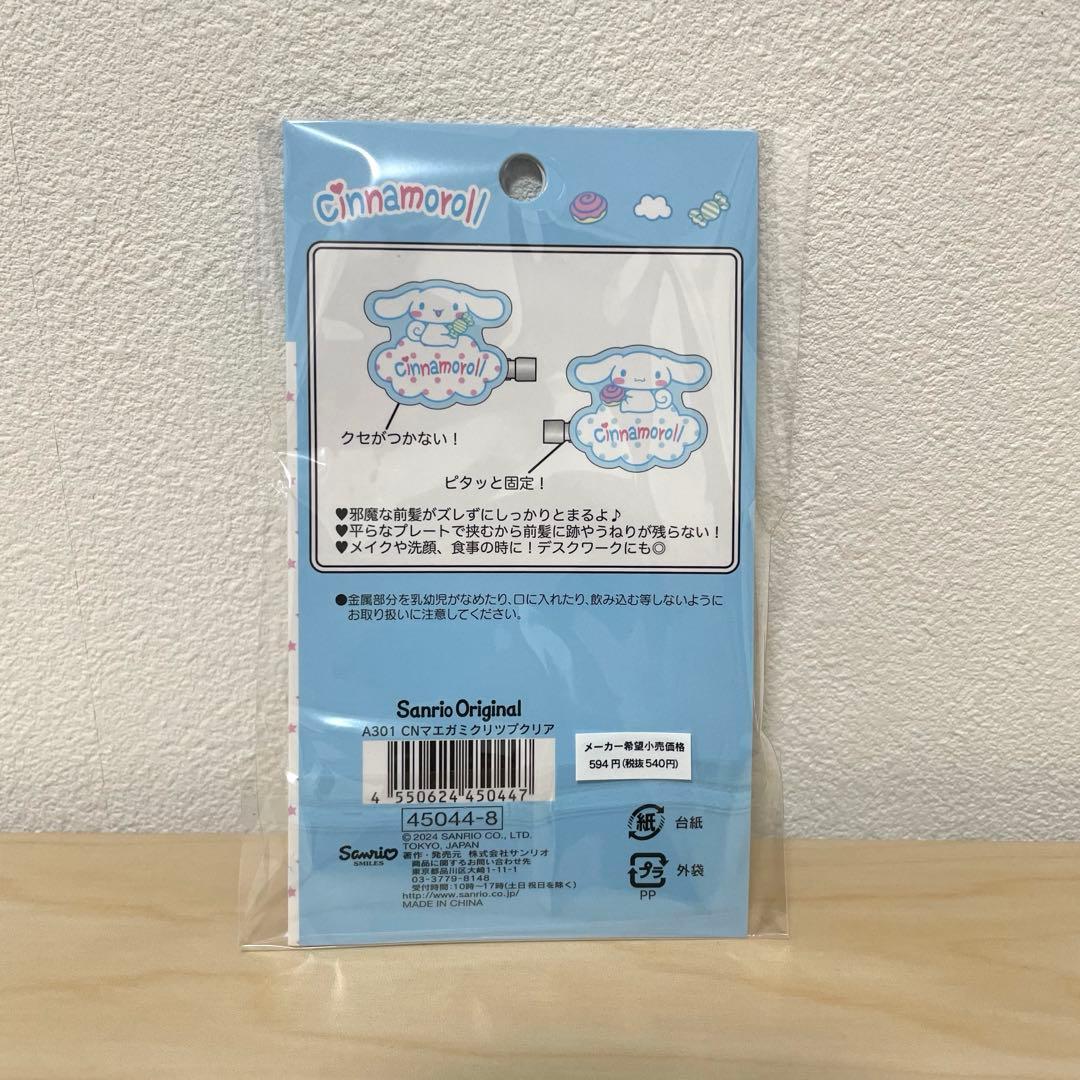 Cinnamoroll
Cinnamoroll
クセがつかない！
Cinnamoroll
ピタッと固定！
♥邪魔な前髪がズレずにしっかりとまるよ♪
♥平らなプレートで挟むから前髪に跡やうねりが残らない！
♥メイクや洗顔、食事の時に！デスクワークにも◎
●金属部分を乳幼児がなめたり、口に入れたり、飲み込む等しないように
お取り扱いに注意してください。
Sanrio Original
A301 CNマエガミクリツプクリア
4 550624 450447
45044-8
メーカー希望小売価格
594円(税抜540円)
©2024 SANRIO CO., LTD.
TOKYO, JAPAN
Sanrio
SMILES
著作・発売元 株式会社サンリオ
商品に関するお問い合わせ先
東京都品川区大崎1-11-1
03-3779-8148
受付時間：10時〜17時(土日祝日を除く)
http://www.sanrio.co.jp/
MADE IN CHINA
紙 台紙
プラ 外袋
PP